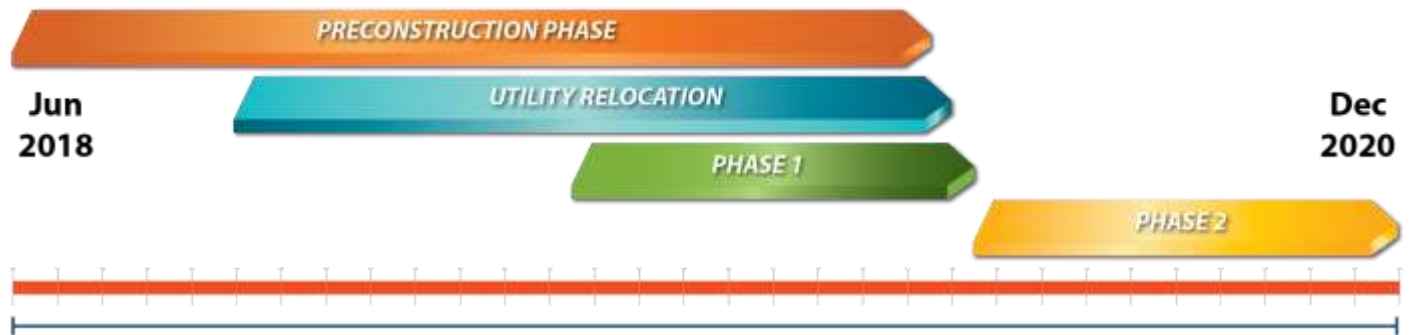 PRECONSTRUCTION PHASE
UTILITY RELOCATION
Jun
2018
Dec
2020
PHASE 1
PHASE 2